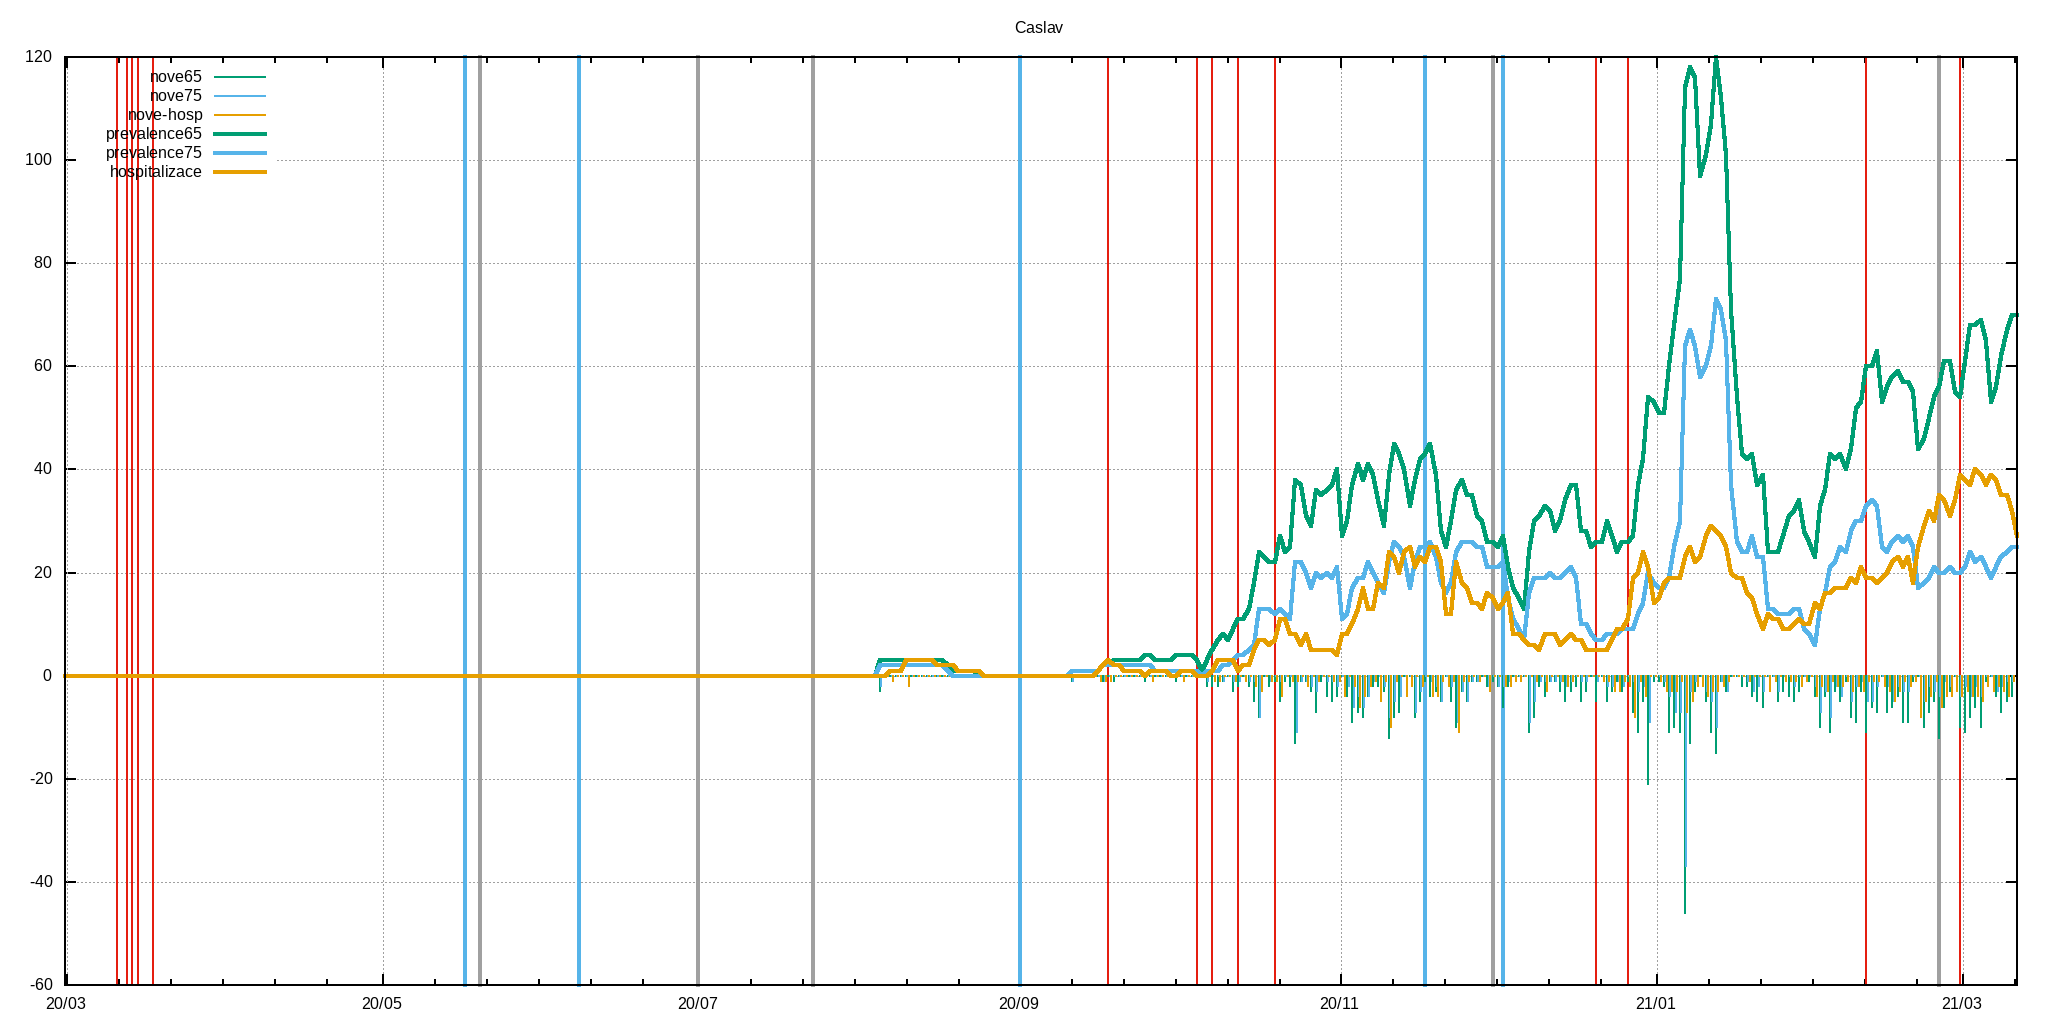 Caslav
120
100
80
60
40
20
0
-20
-40
-60
nove65
nove75
nove-hosp
prevalence65
prevalence75
hospitalizace
20/03 20/05 20/07 20/09 20/11 21/01 21/03